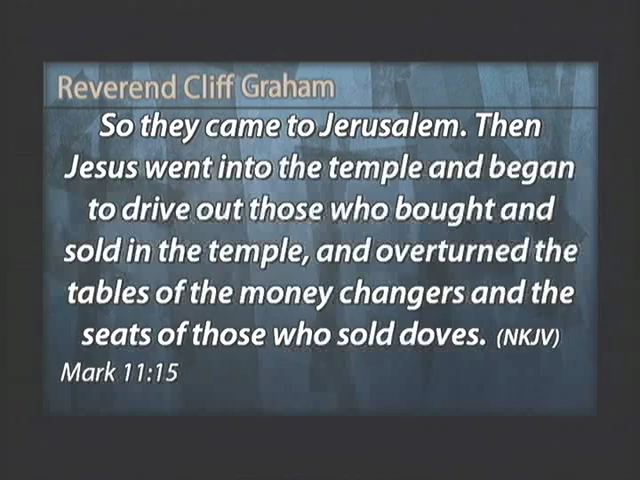 Reverend Cliff Graham
So they came to Jerusalem. Then
Jesus went into the temple and began
to drive out those who bought and
sold in the temple, and overturned the
tables of the money changers and the
seats of those who sold doves. (NKJV)
Mark 11:15